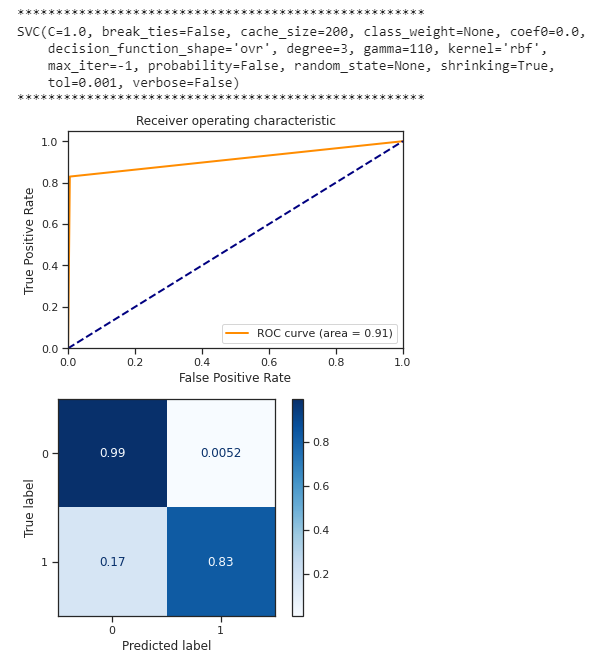 *****************************************************
SVC(C=1.0, break_ties=False, cache_size=200, class_weight=None, coef0=0.0,
    decision_function_shape='ovr', degree=3, gamma=110, kernel='rbf',
    max_iter=-1, probability=False, random_state=None, shrinking=True,
    tol=0.001, verbose=False)
*****************************************************
Receiver operating characteristic
1.0
0.8
0.6
0.4
0.2
0.0
True Positive Rate
ROC curve (area = 0.91)
0.0 0.2 0.4 0.6 0.8 1.0
False Positive Rate
True label
0
1
0.99 0.0052
0.17 0.83
0 1
Predicted label
0.8
0.6
0.4
0.2